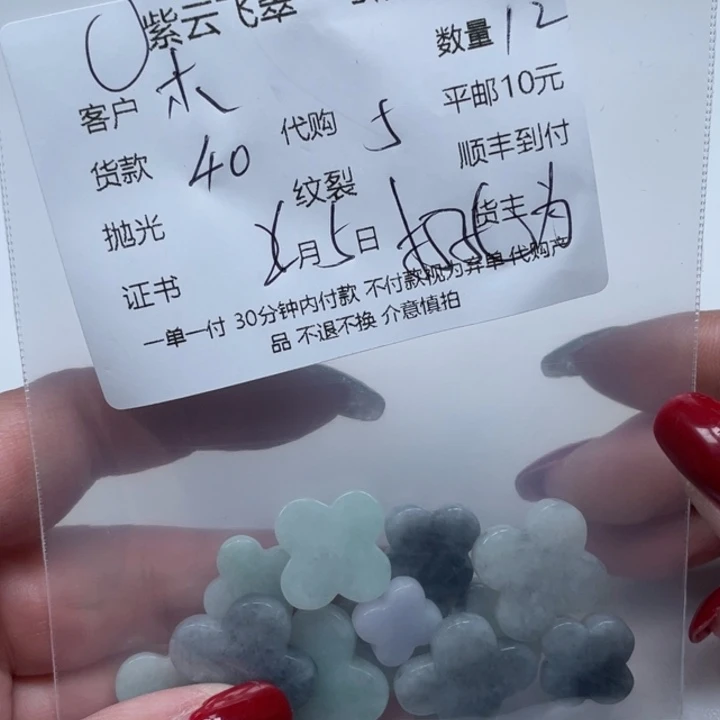 紫云飞翠
数量 12
客户 木
平邮10元
货款 40 代购 5
顺丰到付
纹裂
抛光
货主
月5日
证书
一单一付 30分钟内付款 不付款视为弃单 代购产
品 不退不换 介意慎拍